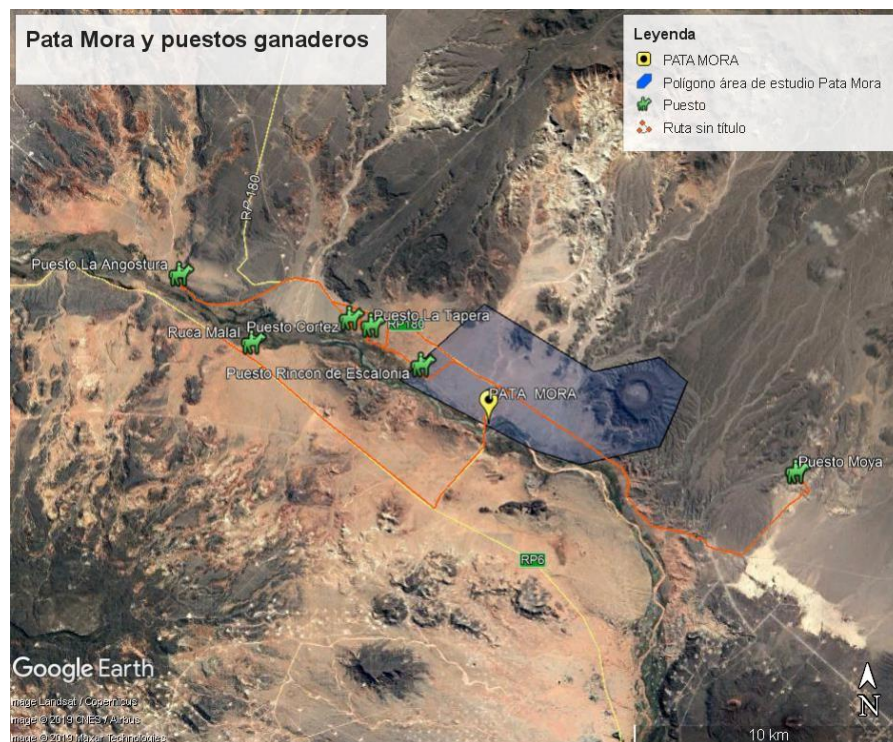 Pata Mora y puestos ganaderos
Leyenda
PATA MORA
Polígono área de estudio Pata Mora
Puesto
Ruta sin título
RP 180
Puesto La Angostura
Puesto La Tapera
Ruca Malal
Puesto Cortez
RP180
Puesto Rincón de Escalonia
PATA MORA
Puesto Moya
RP6
Google Earth
Image Landsat / Copernicus
Image © 2019 CNES / Airbus
Image © 2019 Maxar Technologies
N
10 km